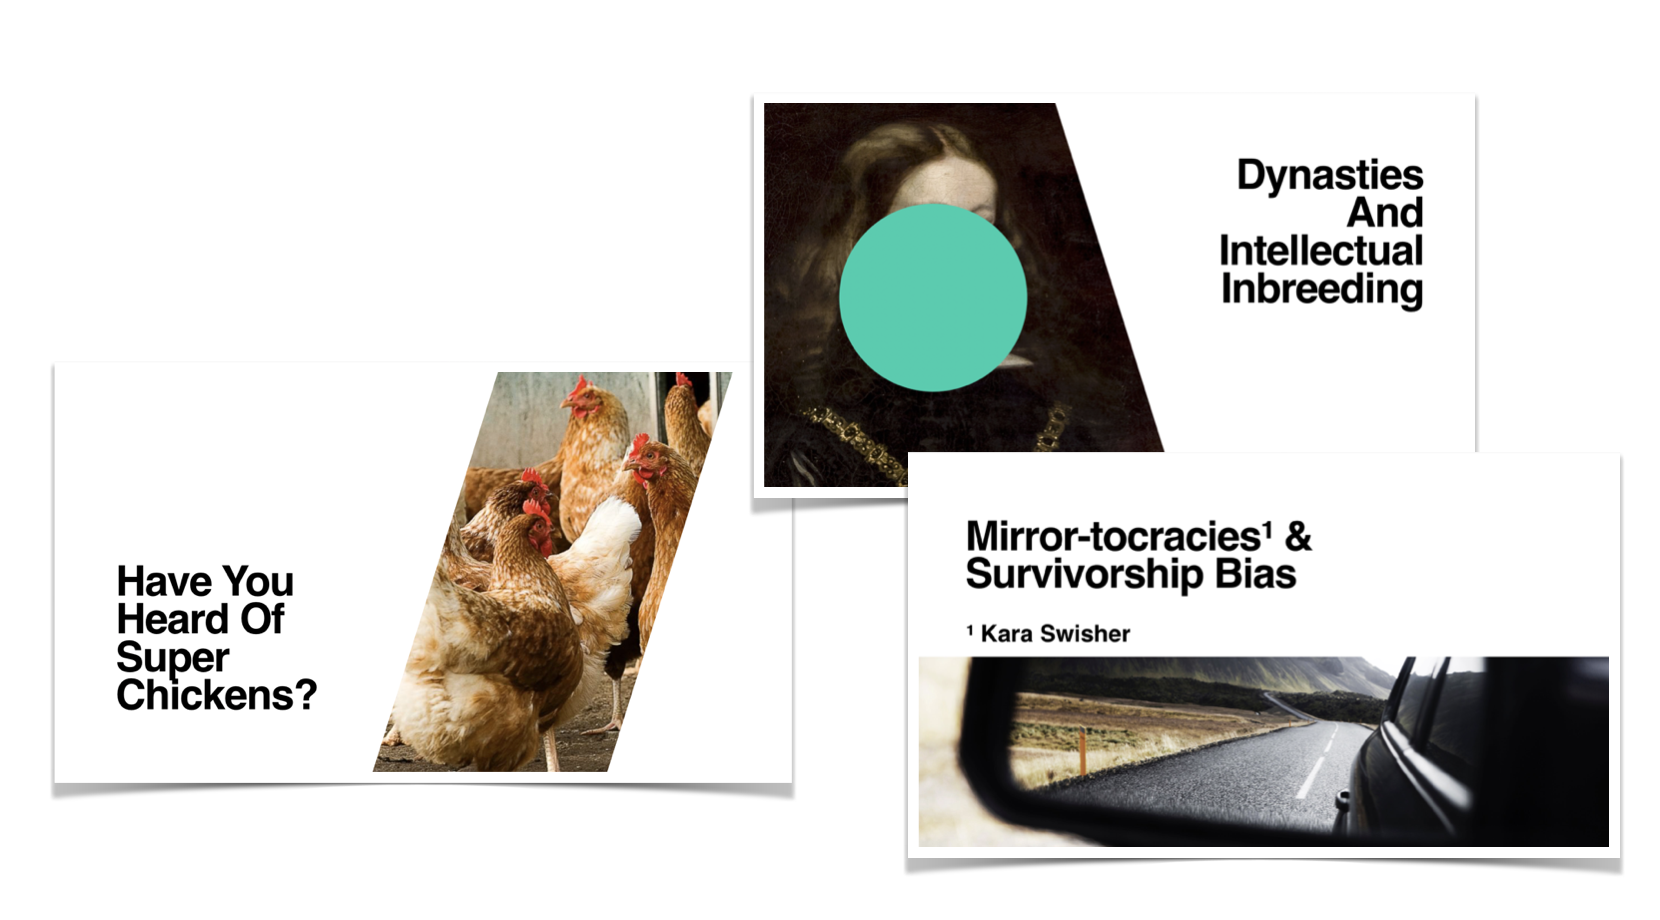 Dynasties
And
Intellectual
Inbreeding
Have You
Heard Of
Super
Chickens?
Mirror-tocracies¹ &
Survivorship Bias
¹ Kara Swisher